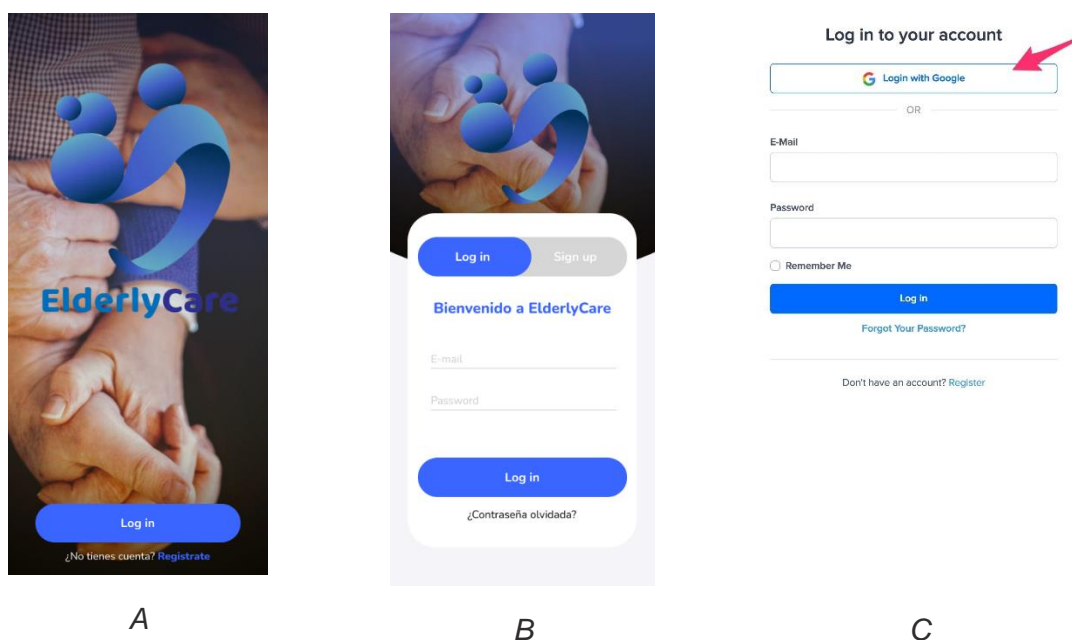 ElderlyCare
Log in
¿No tienes cuenta? Registrate
A
Log in
Sign up
Bienvenido a ElderlyCare
E-mail
Password
Log in
¿Contraseña olvidada?
B
Log in to your account
Login with Google
OR
E-Mail
Password
Remember Me
Log in
Forgot Your Password?
Don't have an account? Register
C